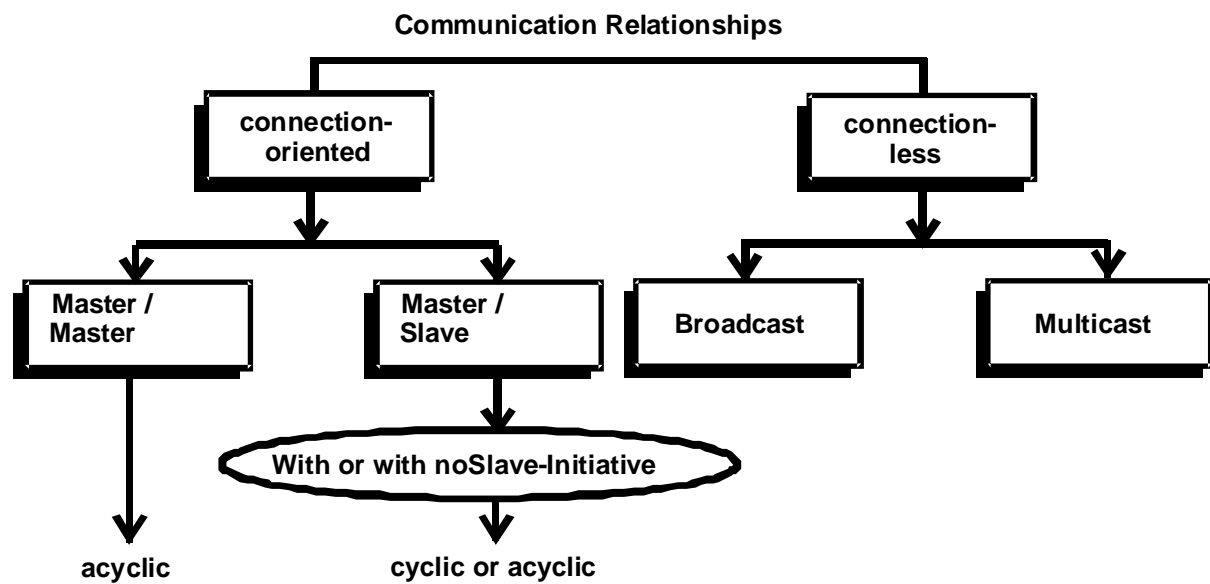 Communication Relationships
connection-
oriented
connection-
less
Master /
Master
Master /
Slave
Broadcast
Multicast
With or with noSlave-Initiative
acyclic
cyclic or acyclic